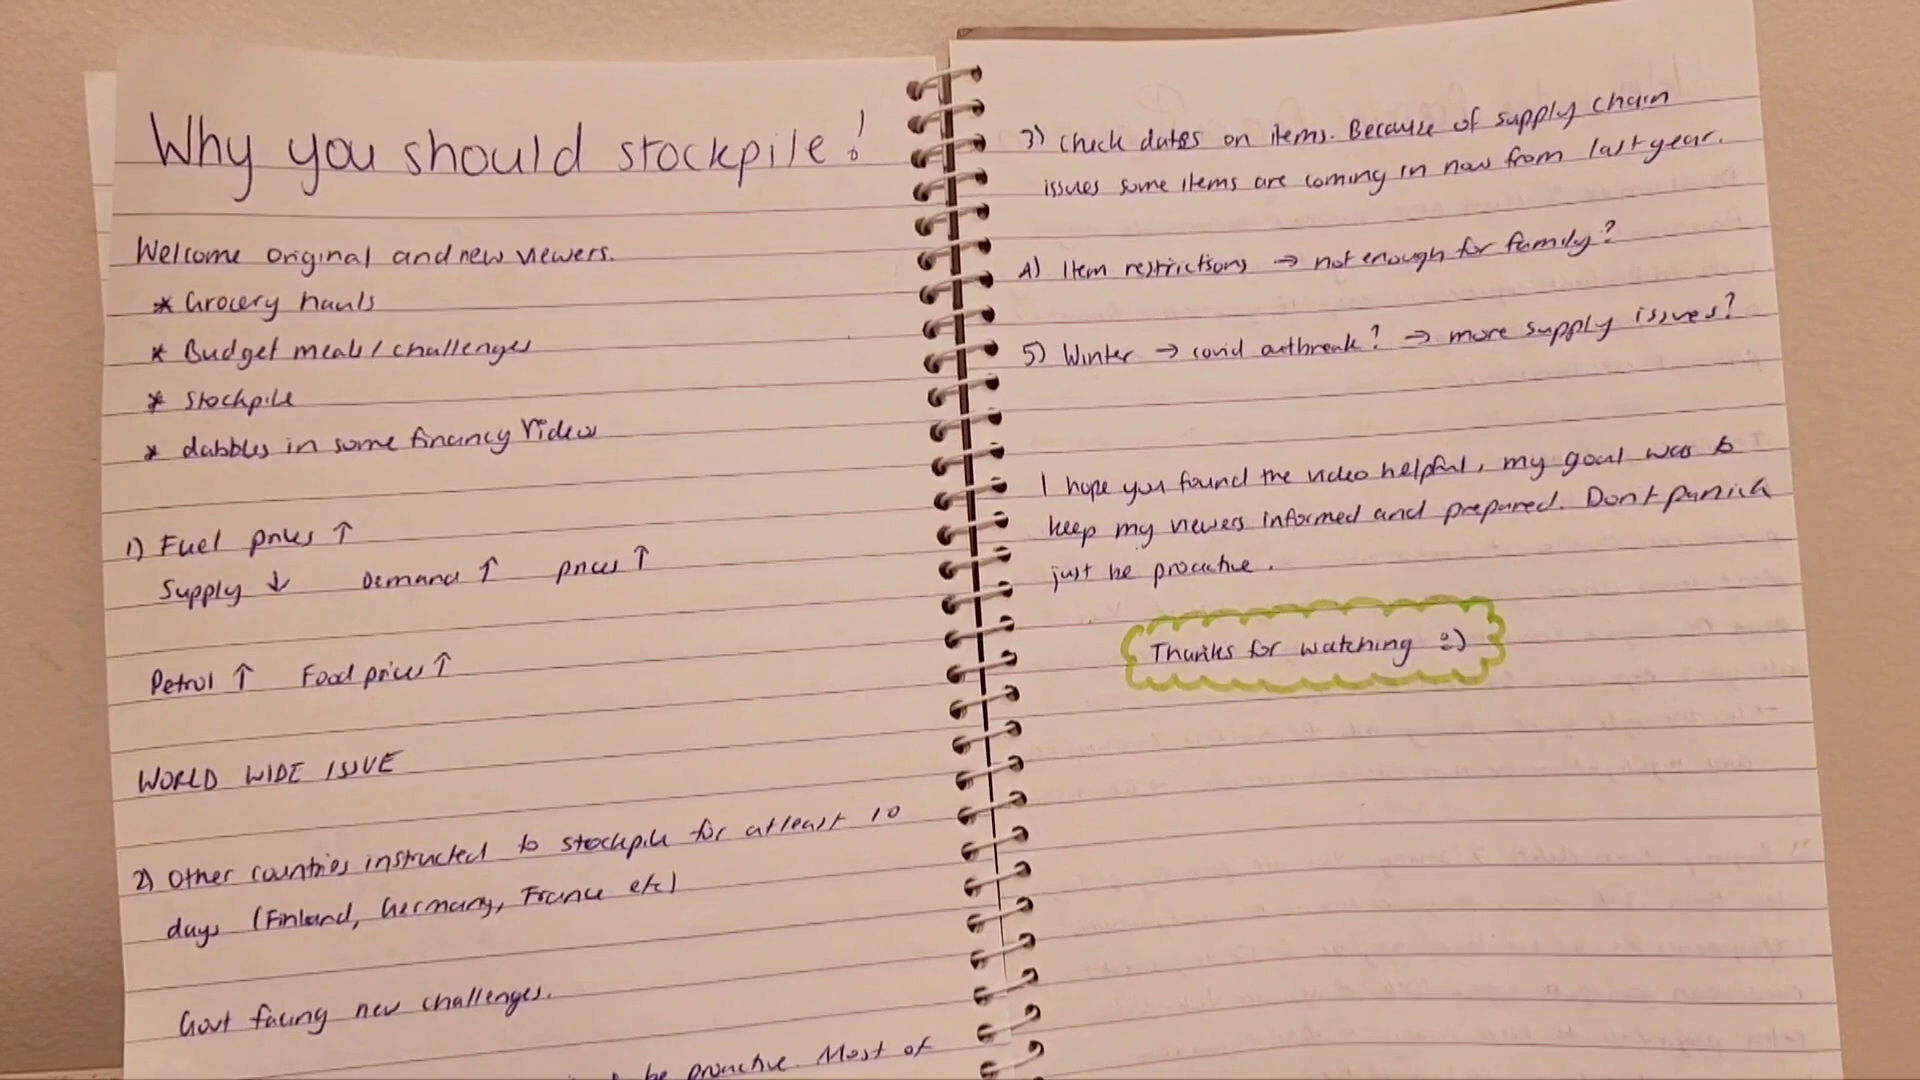 Why you should stockpile!
Welcome original and new viewers.
* Grocery hauls
* Budget meals / challenges
* Stockpile
* dabbles in some financy videos
1) Fuel prices ↑
Supply ↓ Demand ↑ prices ↑
Petrol ↑ Food prices ↑
WORLD WIDE ISSUE
2) Other countries instructed to stockpile for atleast 10
days (Finland, Germany, France etc)
Govt facing new challenges.
be proactive. Most of
3) Check dates on items. Because of supply chain
issues some items are coming in now from last year.
4) Item restrictions → not enough for family?
5) Winter → covid outbreak? → more supply issues?
I hope you found the video helpful, my goal was to
keep my viewers informed and prepared. Don't panick
just be proactive.
Thanks for watching :)